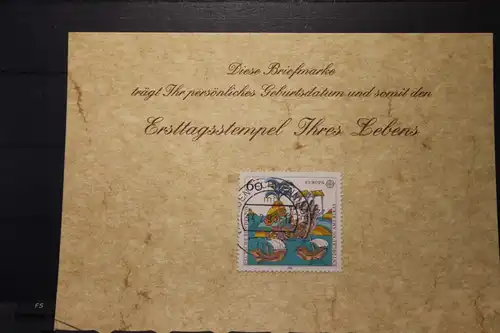 Diese Briefmarke
trägt Ihr persönliches Geburtsdatum und somit den
Ersttagsstempel Ihres Lebens
60
EUROPA